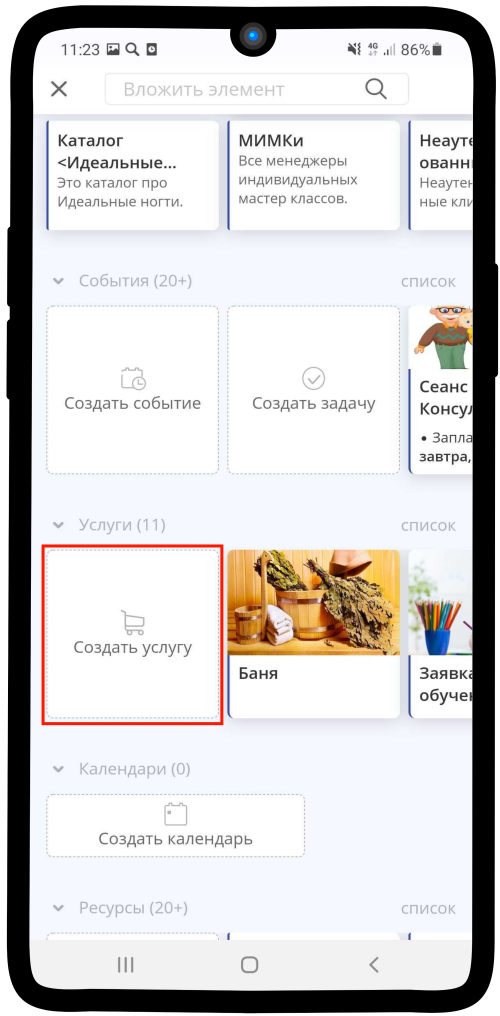 11:23 4G 86%
Вложить элемент
Каталог
<Идеальные...
Это каталог про
Идеальные ногти.
МИМКи
Все менеджеры
индивидуальных
мастер классов.
Неауте
ованн
Неауте
ные кли
События (20+) список
Создать событие
Создать задачу
Сеанс
Консул
• Запла
завтра,
Услуги (11) список
Создать услугу
Баня
Заявка
обучен
Календари (0)
Создать календарь
Ресурсы (20+) список